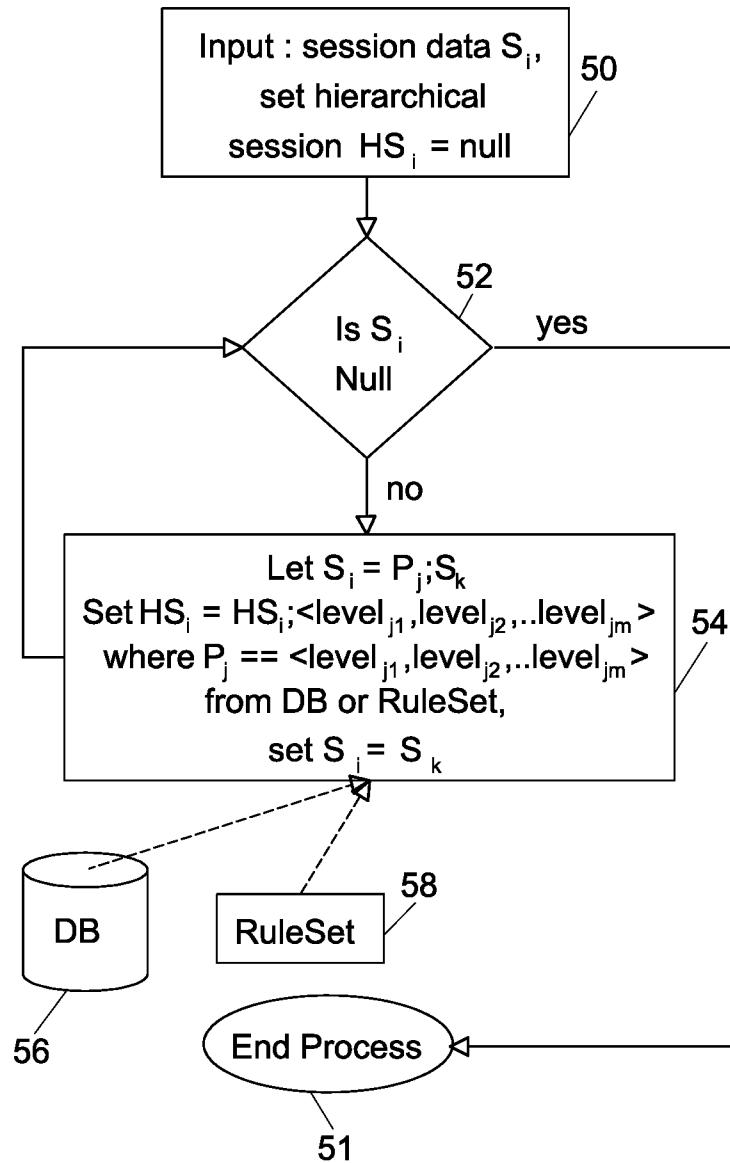 Input : session data S_i,
set hierarchical
session HS_i = null
50
52
Is S_i
Null
yes
no
Let S_i = P_j;S_k
Set HS_i = HS_i;<level_j1,level_j2,..level_jm>
where P_j == <level_j1,level_j2,..level_jm>
from DB or RuleSet,
set S_i = S_k
54
DB
56
RuleSet
58
End Process
51